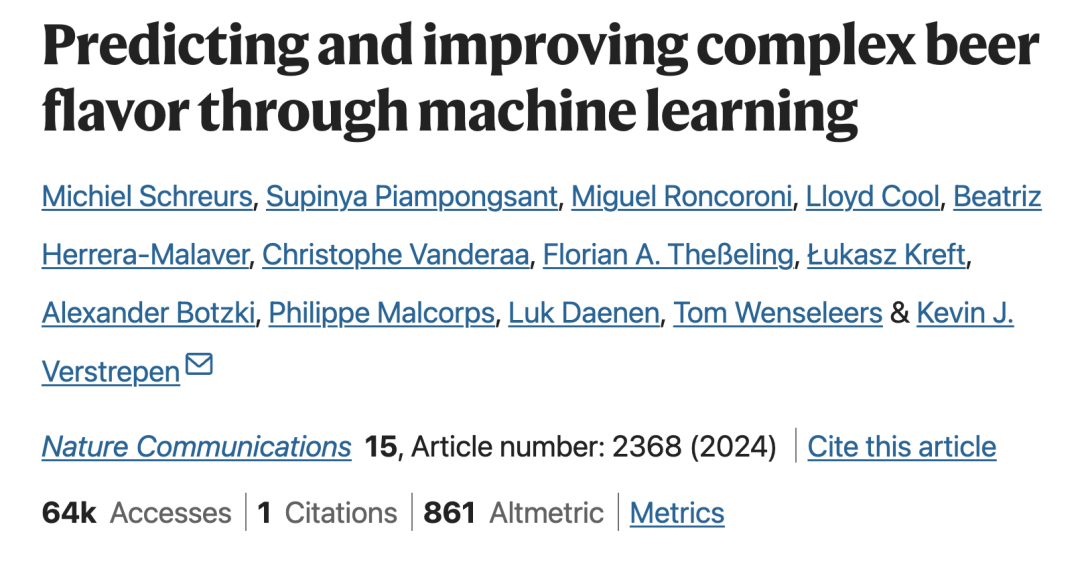 Predicting and improving complex beer
flavor through machine learning
Michiel Schreurs, Supinya Piampongsant, Miguel Roncoroni, Lloyd Cool, Beatriz
Herrera-Malaver, Christophe Vanderaa, Florian A. Theßeling, Łukasz Kreft,
Alexander Botzki, Philippe Malcorps, Luk Daenen, Tom Wenseleers & Kevin J.
Verstrepen
Nature Communications 15, Article number: 2368 (2024) | Cite this article
64k Accesses | 1 Citations | 861 Altmetric | Metrics